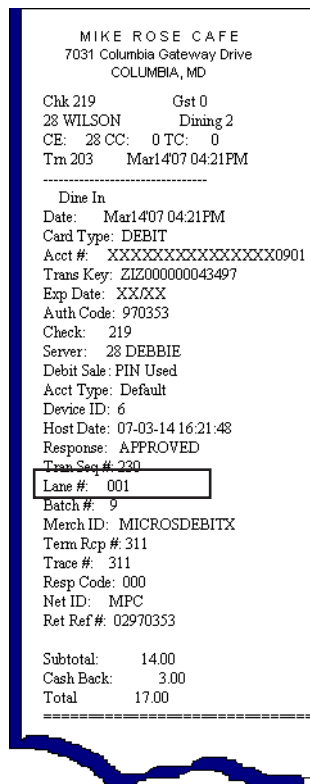 MIKE ROSE CAFE
7031 Columbia Gateway Drive
COLUMBIA, MD
Chk 219 Gst 0
28 WILSON Dining 2
CE: 28 CC: 0 TC: 0
Trn 203 Mar14'07 04:21PM
--------------------------------
Dine In
Date: Mar14'07 04:21PM
Card Type: DEBIT
Acct #: XXXXXXXXXXXXXXXX0901
Trans Key: ZIZ000000043497
Exp Date: XX/XX
Auth Code: 970353
Check: 219
Server: 28 DEBBIE
Debit Sale: PIN Used
Acct Type: Default
Device ID: 6
Host Date: 07-03-14 16:21:48
Response: APPROVED
Tran Seq #: 230
Lane #: 001
Batch #: 9
Merch ID: MICROSDEBITX
Term Rcp #: 311
Trace #: 311
Resp Code: 000
Net ID: MPC
Ret Ref #: 02970353
Subtotal: 14.00
Cash Back: 3.00
Total 17.00
================================